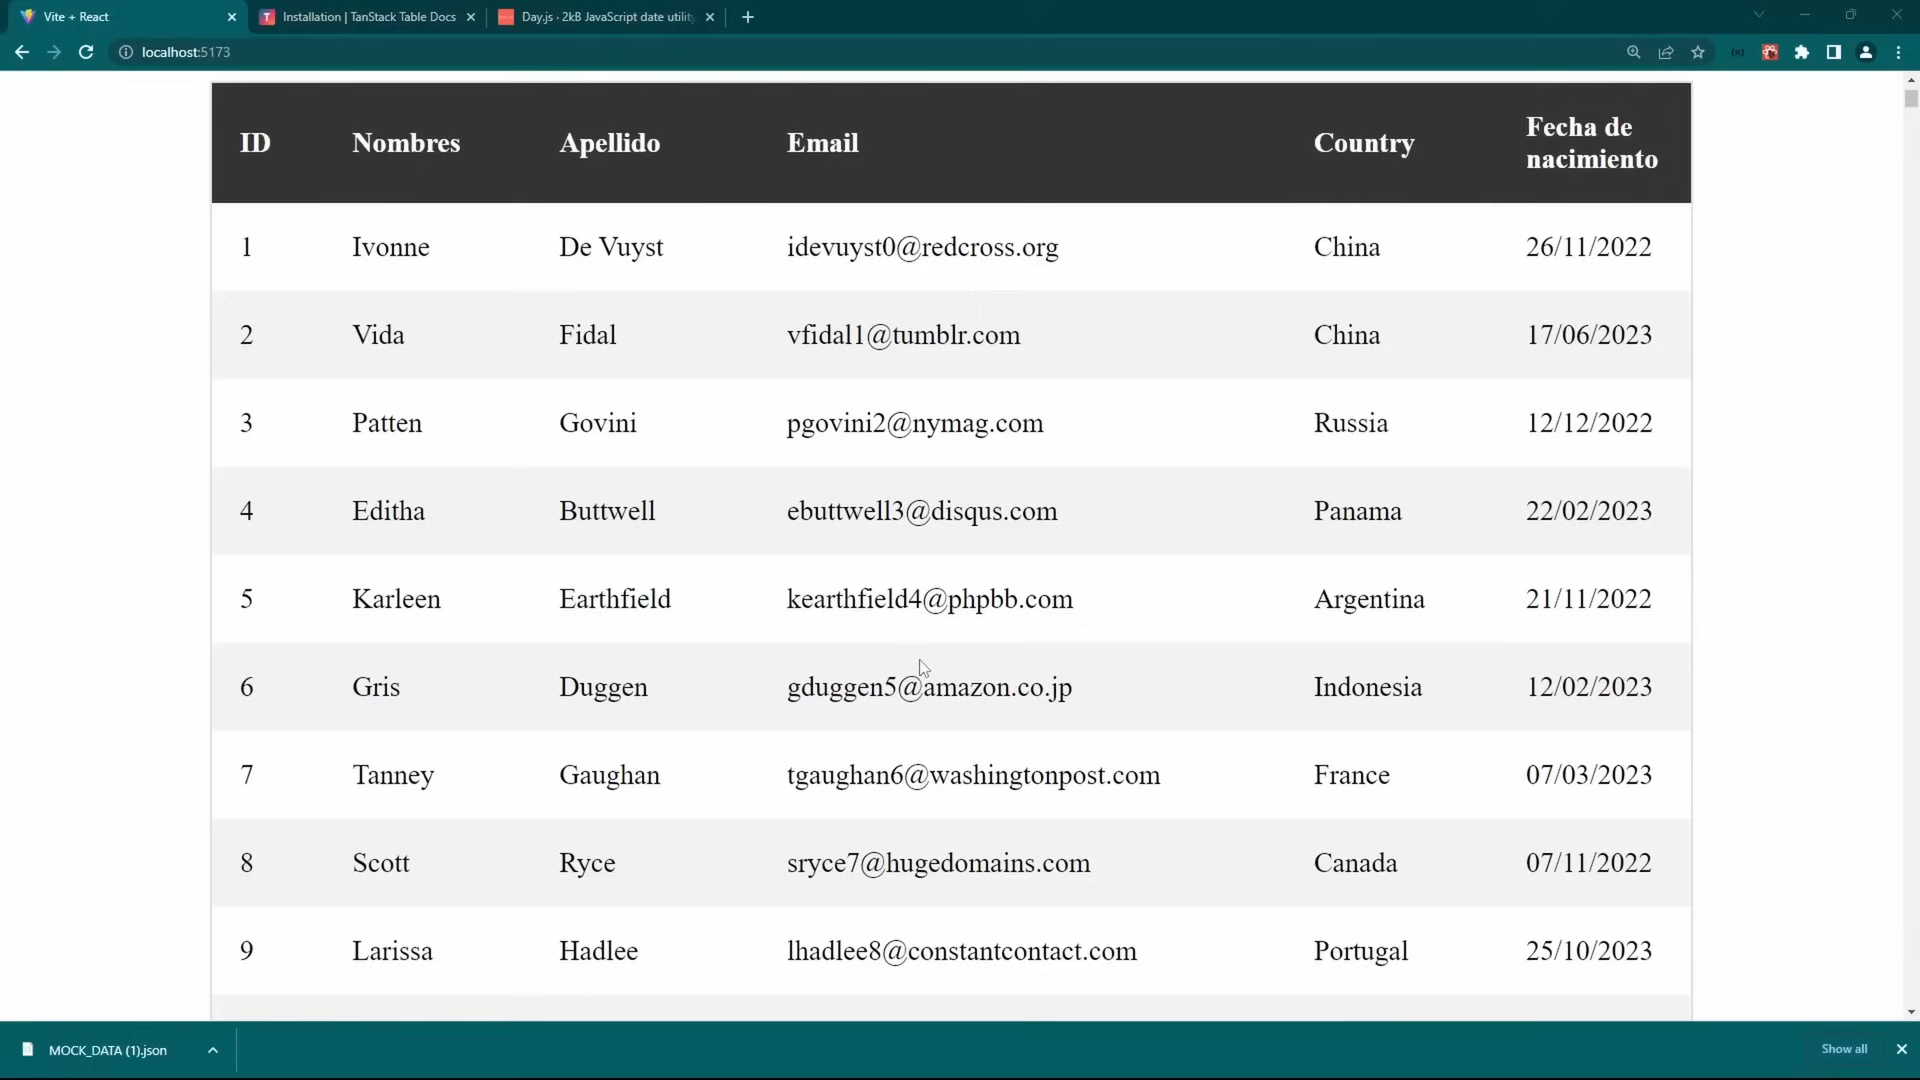 Vite + React
Installation | TanStack Table Docs
Day.js · 2kB JavaScript date utility
localhost:5173
ID Nombres Apellido Email Country Fecha de nacimiento
1 Ivonne De Vuyst idevuyst0@redcross.org China 26/11/2022
2 Vida Fidal vfidal1@tumblr.com China 17/06/2023
3 Patten Govini pgovini2@nymag.com Russia 12/12/2022
4 Editha Buttwell ebuttwell3@disqus.com Panama 22/02/2023
5 Karleen Earthfield kearthfield4@phpbb.com Argentina 21/11/2022
6 Gris Duggen gduggen5@amazon.co.jp Indonesia 12/02/2023
7 Tanney Gaughan tgaughan6@washingtonpost.com France 07/03/2023
8 Scott Ryce sryce7@hugedomains.com Canada 07/11/2022
9 Larissa Hadlee lhadlee8@constantcontact.com Portugal 25/10/2023
MOCK_DATA (1).json
Show all